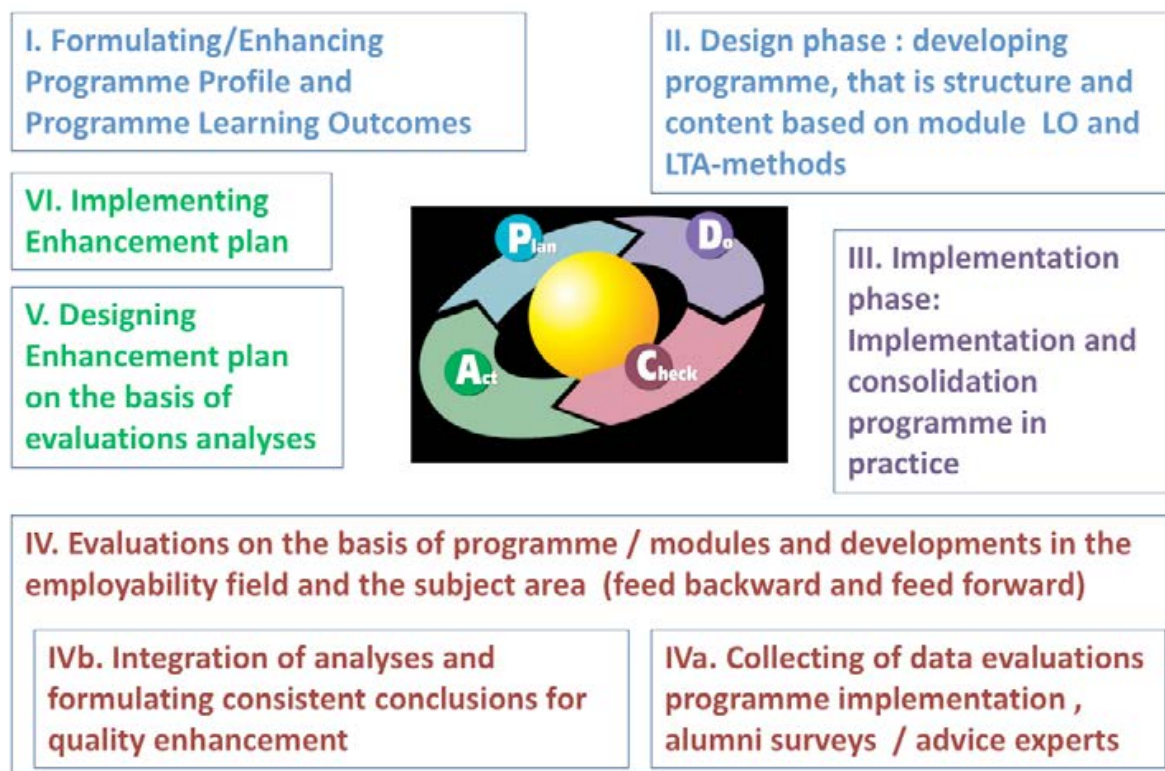 I. Formulating/Enhancing
Programme Profile and
Programme Learning Outcomes
II. Design phase : developing
programme, that is structure and
content based on module LO and
LTA-methods
VI. Implementing
Enhancement plan
V. Designing
Enhancement plan
on the basis of
evaluations analyses
Plan
Do
Act
Check
III. Implementation
phase:
Implementation and
consolidation
programme in
practice
IV. Evaluations on the basis of programme / modules and developments in the
employability field and the subject area (feed backward and feed forward)
IVb. Integration of analyses and
formulating consistent conclusions for
quality enhancement
IVa. Collecting of data evaluations
programme implementation ,
alumni surveys / advice experts